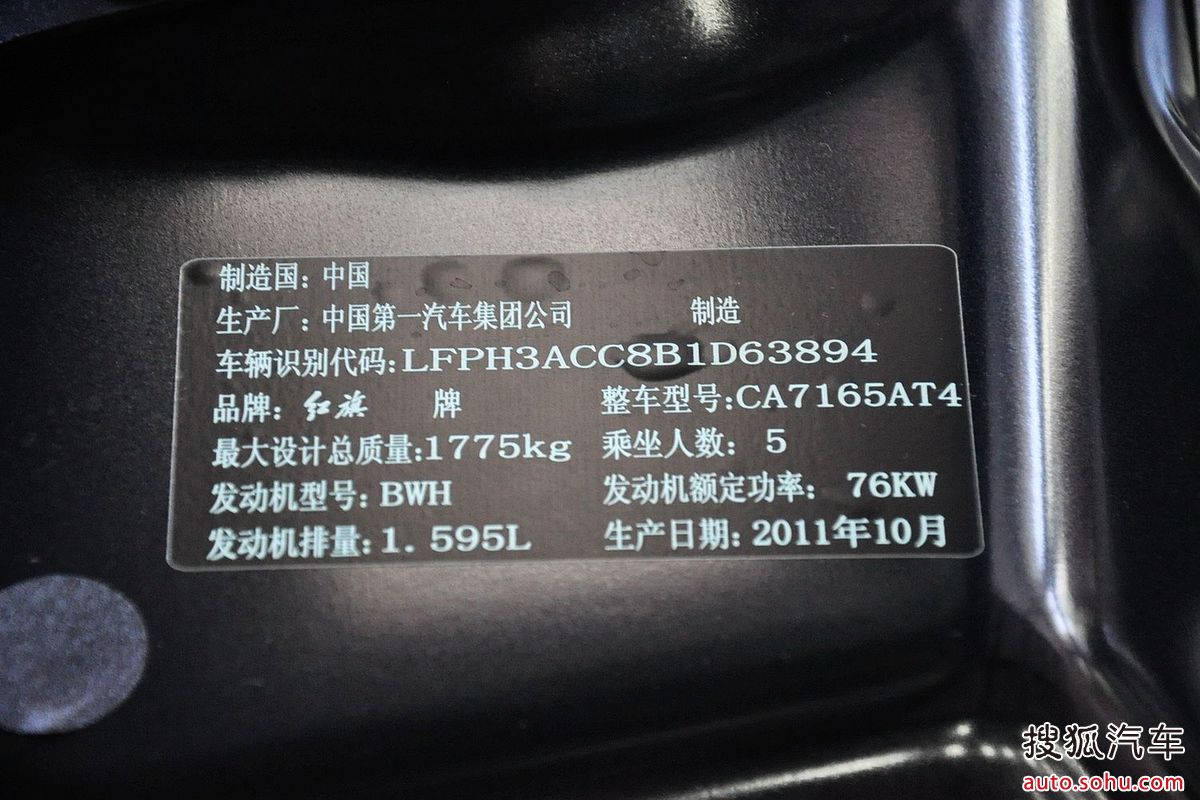 制造国：中国
生产厂：中国第一汽车集团公司 制造
车辆识别代码:LFPH3ACC8B1D63894
品牌：红旗 牌 整车型号:CA7165AT4
最大设计总质量:1775kg 乘坐人数： 5
发动机型号: BWH 发动机额定功率： 76KW
发动机排量:1. 595L 生产日期: 2011年10月
搜狐汽车
auto.sohu.com